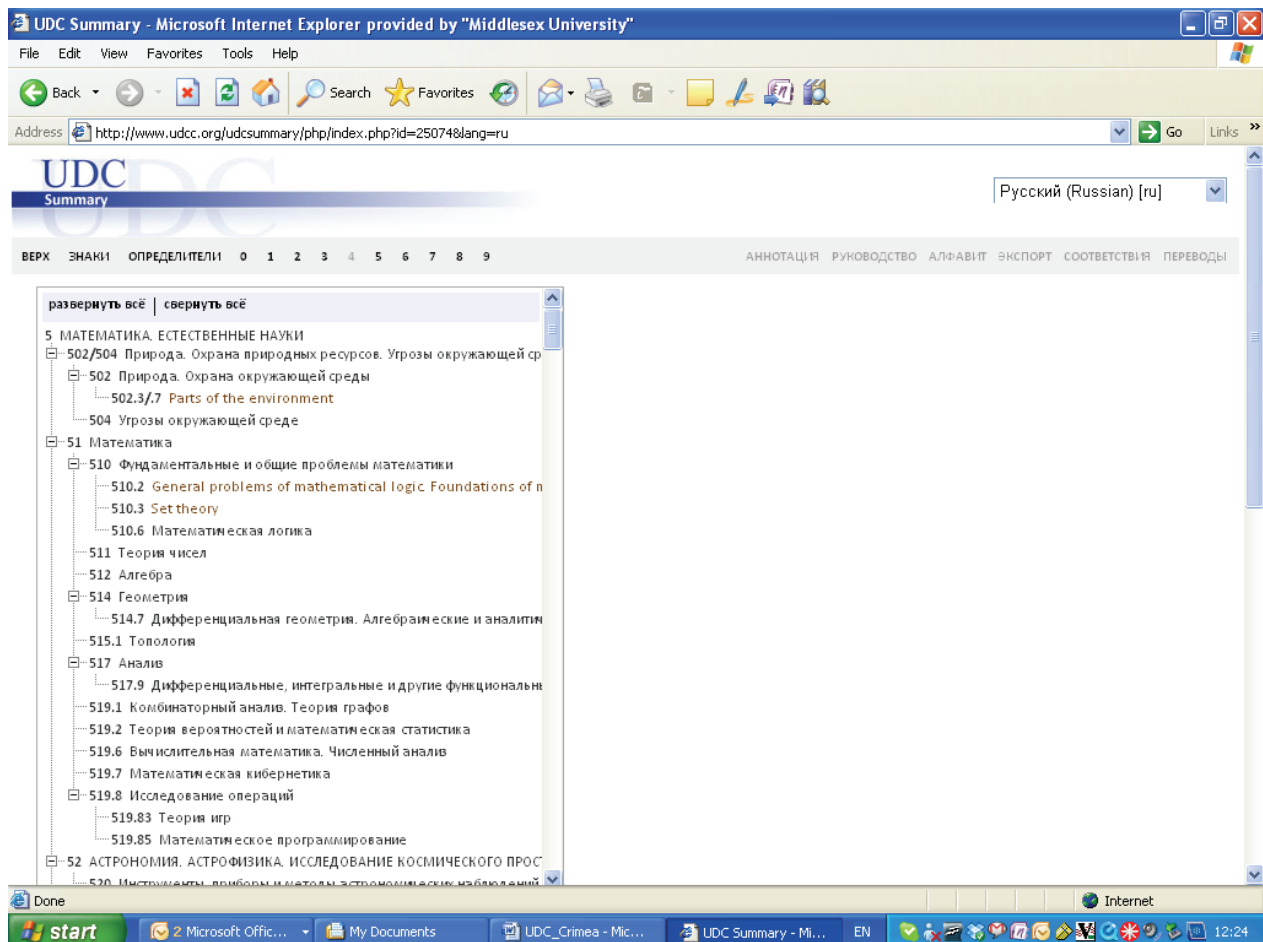 UDC Summary - Microsoft Internet Explorer provided by "Middlesex University"
File Edit View Favorites Tools Help
Back Search Favorites
Address http://www.udcc.org/udcsummary/php/index.php?id=25074&lang=ru Go Links »
UDC
Summary
Русский (Russian) [ru]
ВЕРХ ЗНАКИ ОПРЕДЕЛИТЕЛИ 0 1 2 3 4 5 6 7 8 9 АННОТАЦИЯ РУКОВОДСТВО АЛФАВИТ ЭКСПОРТ СООТВЕТСТВИЯ ПЕРЕВОДЫ
развернуть всё | свернуть всё
5 МАТЕМАТИКА. ЕСТЕСТВЕННЫЕ НАУКИ
502/504 Природа. Охрана природных ресурсов. Угрозы окружающей ср
502 Природа. Охрана окружающей среды
502.3/.7 Parts of the environment
504 Угрозы окружающей среде
51 Математика
510 Фундаментальные и общие проблемы математики
510.2 General problems of mathematical logic. Foundations of m
510.3 Set theory
510.6 Математическая логика
511 Теория чисел
512 Алгебра
514 Геометрия
514.7 Дифференциальная геометрия. Алгебраические и аналитич
515.1 Топология
517 Анализ
517.9 Дифференциальные, интегральные и другие функциональн
519.1 Комбинаторный анализ. Теория графов
519.2 Теория вероятностей и математическая статистика
519.6 Вычислительная математика. Численный анализ
519.7 Математическая кибернетика
519.8 Исследование операций
519.83 Теория игр
519.85 Математическое программирование
52 АСТРОНОМИЯ. АСТРОФИЗИКА. ИССЛЕДОВАНИЕ КОСМИЧЕСКОГО ПРОСТ
520 Инструменты, приборы и методы астрономических наблюдений
Done Internet
start 2 Microsoft Offic... My Documents UDC_Crimea - Mic... UDC Summary - Mi... EN 12:24